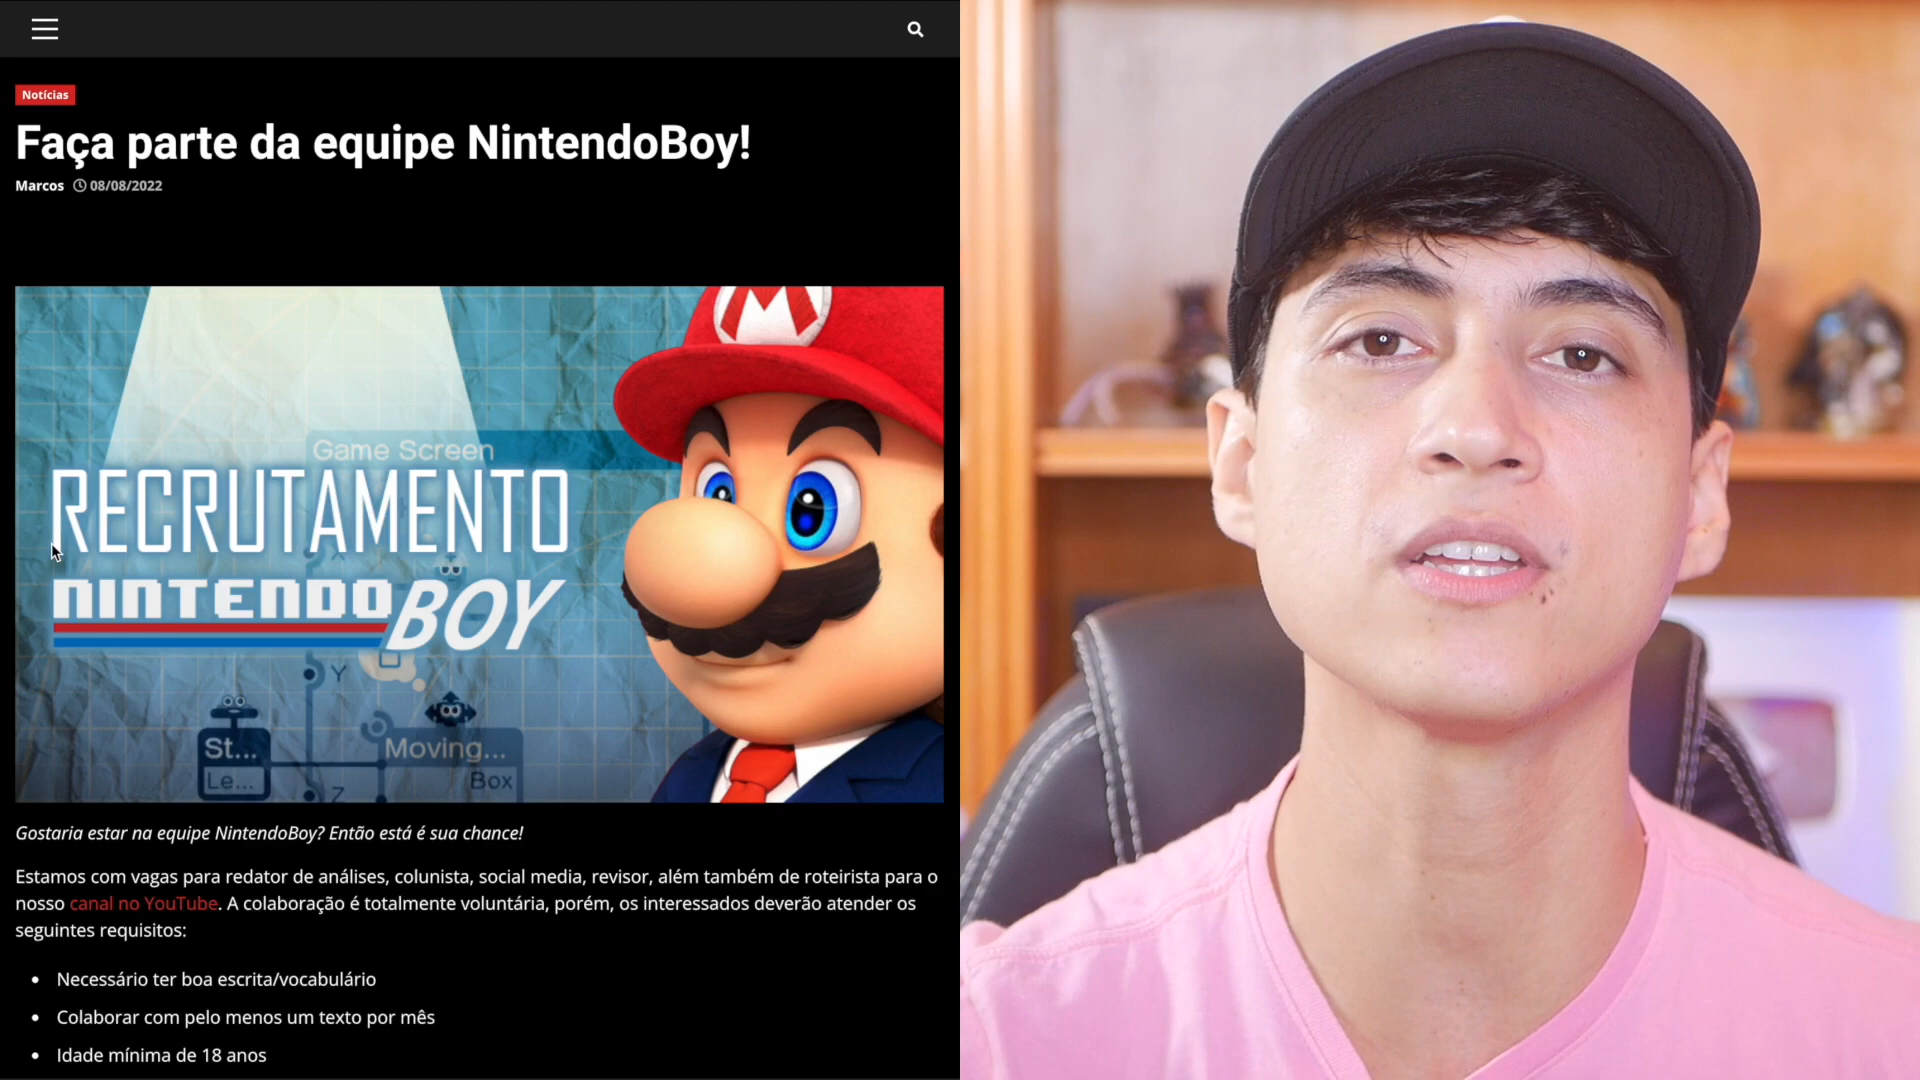 Notícias
Faça parte da equipe NintendoBoy!
Marcos 08/08/2022
M
Game Screen
RECRUTAMENTO
NINTENDO BOY
Y
St... Moving...
Le... Box
Z
Gostaria estar na equipe NintendoBoy? Então está é sua chance!
Estamos com vagas para redator de análises, colunista, social media, revisor, além também de roteirista para o
nosso canal no YouTube. A colaboração é totalmente voluntária, porém, os interessados deverão atender os
seguintes requisitos:
• Necessário ter boa escrita/vocabulário
• Colaborar com pelo menos um texto por mês
• Idade mínima de 18 anos